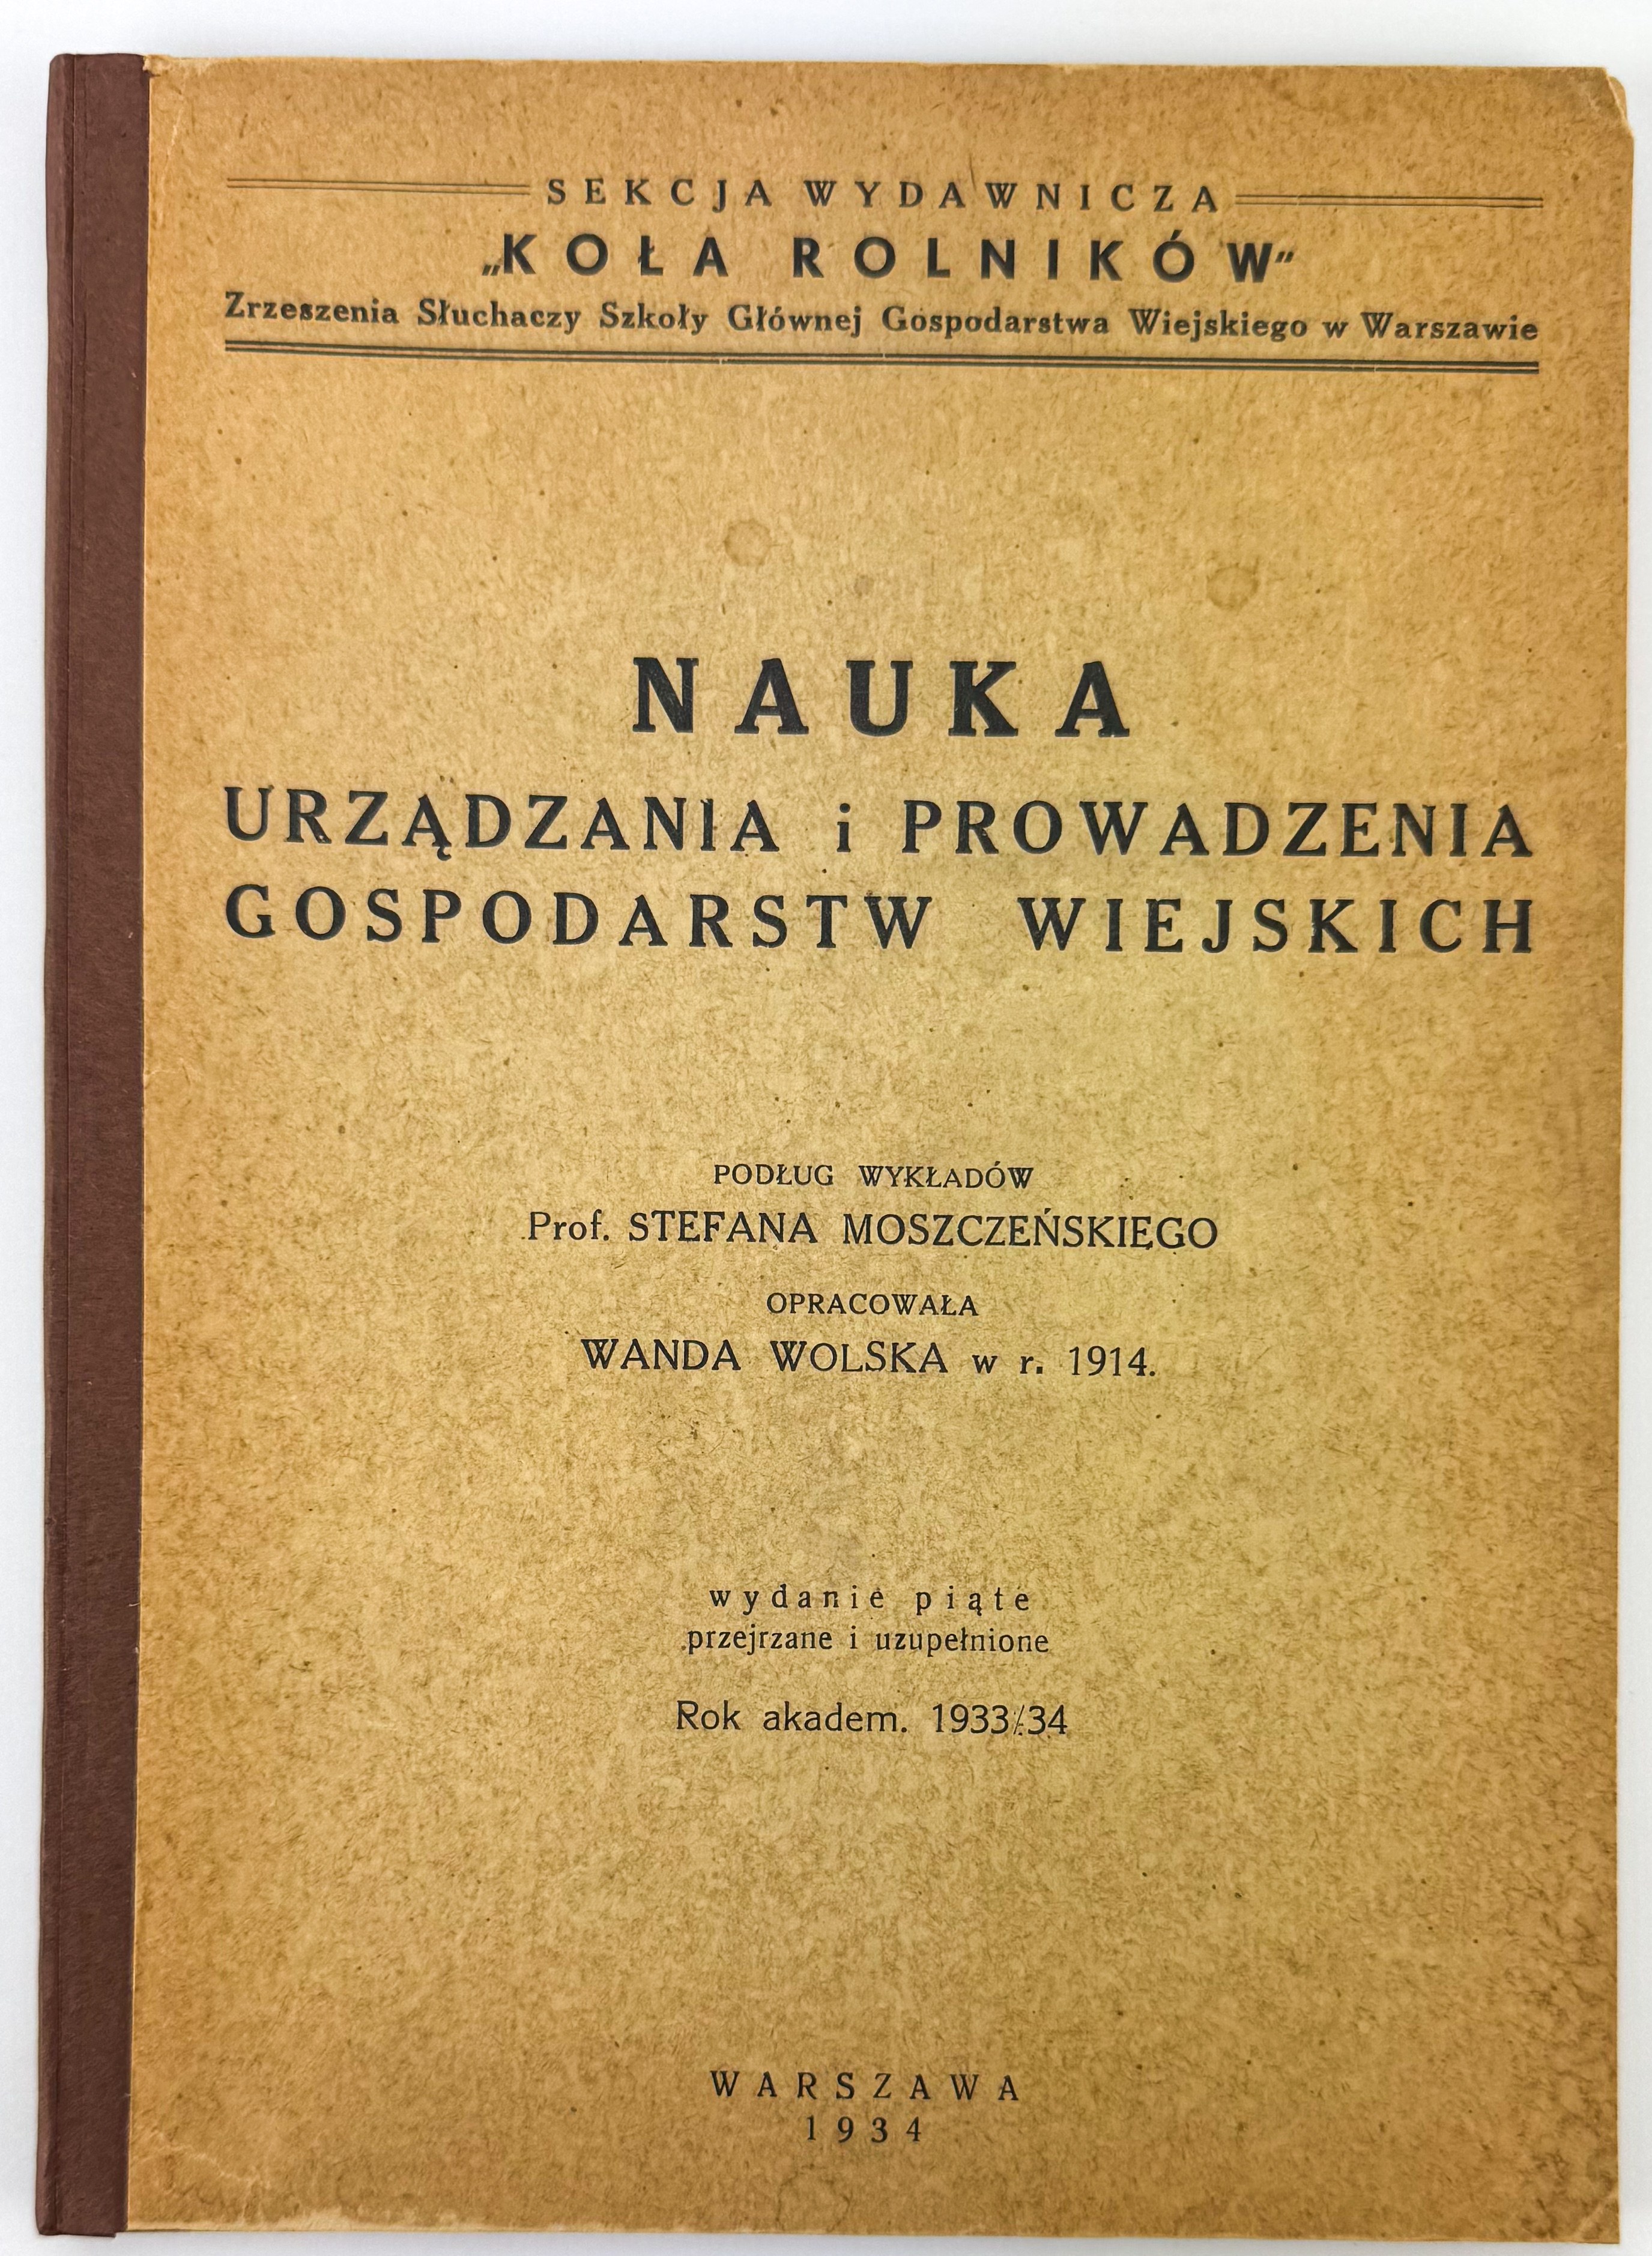 SEKCJA WYDAWNICZA
„KOŁA ROLNIKÓW”
Zrzeszenia Słuchaczy Szkoły Głównej Gospodarstwa Wiejskiego w Warszawie
NAUKA
URZĄDZANIA i PROWADZENIA
GOSPODARSTW WIEJSKICH
PODŁUG WYKŁADÓW
Prof. STEFANA MOSZCZEŃSKIEGO
OPRACOWAŁA
WANDA WOLSKA w r. 1914.
wydanie piąte
przejrzane i uzupełnione
Rok akadem. 1933/34
WARSZAWA
1934